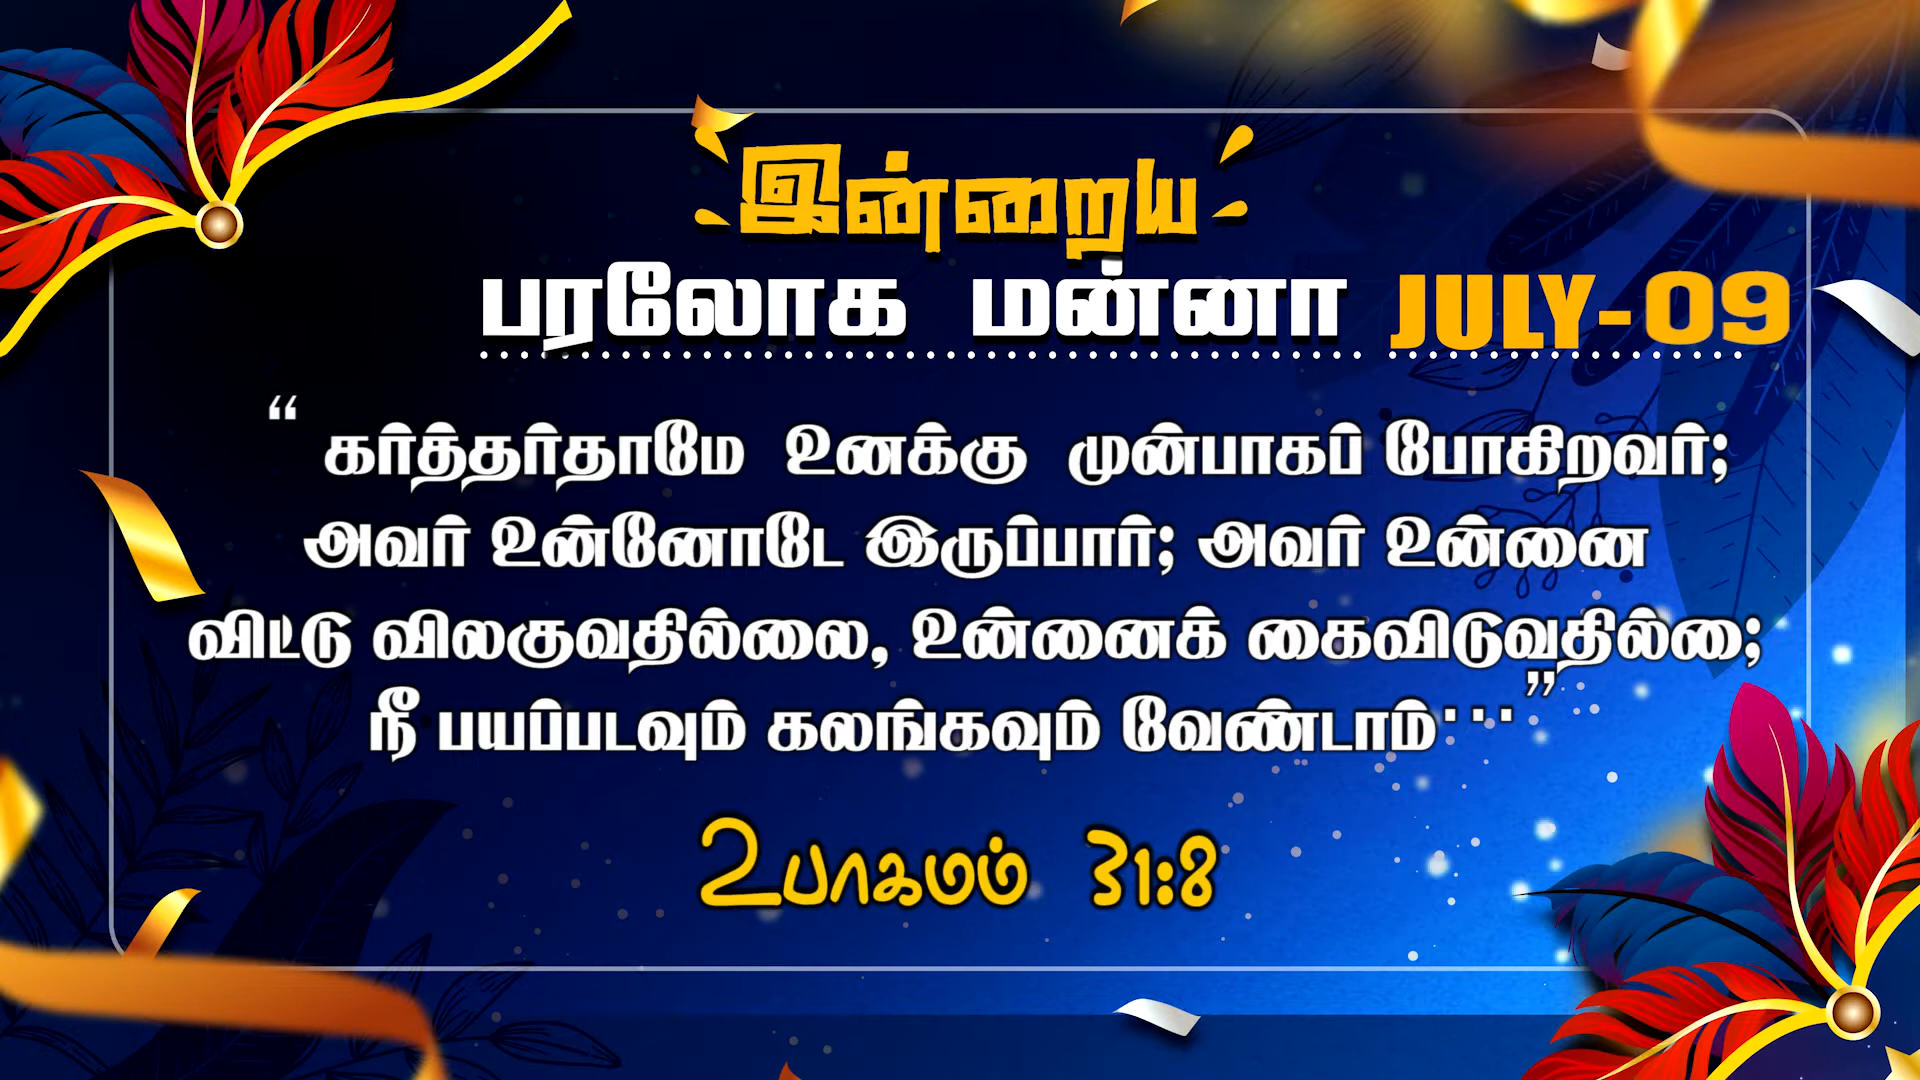 இன்றைய
பரலோக மன்னா JULY-09
“ கர்த்தர்தாமே உனக்கு முன்பாகப் போகிறவர்;
அவர் உன்னோடே இருப்பார்; அவர் உன்னை
விட்டு விலகுவதில்லை, உன்னைக் கைவிடுவதில்லை;
நீ பயப்படவும் கலங்கவும் வேண்டாம்...”
உபாகமம் 31:8